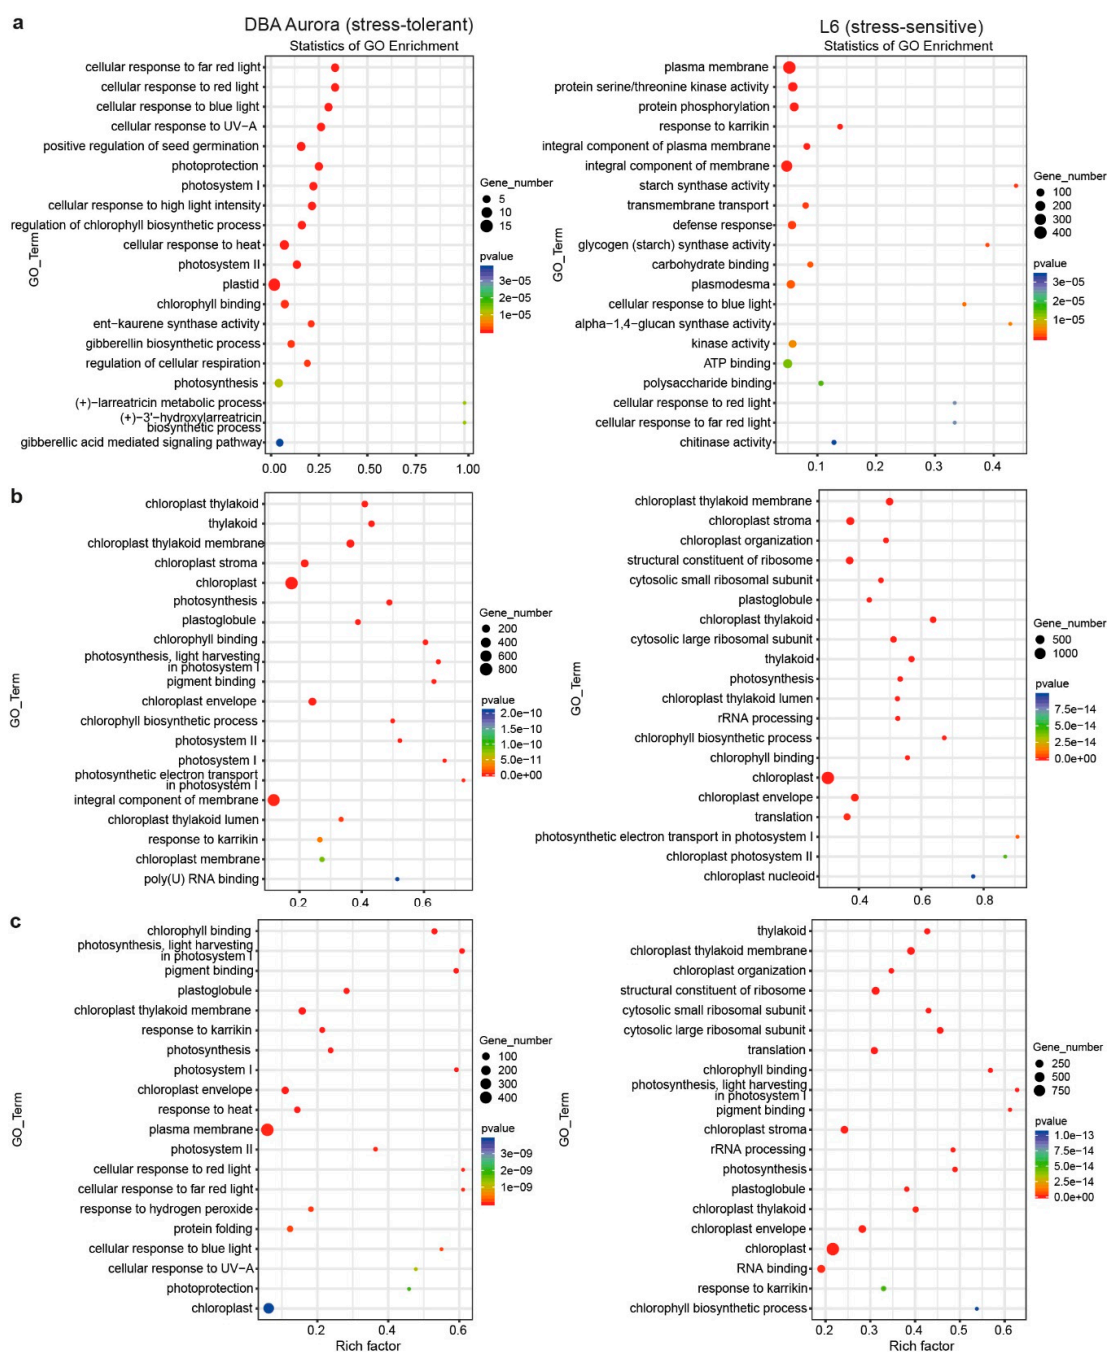 a
DBA Aurora (stress-tolerant)
Statistics of GO Enrichment
GO_Term
cellular response to far red light
cellular response to red light
cellular response to blue light
cellular response to UV−A
positive regulation of seed germination
photoprotection
photosystem I
cellular response to high light intensity
regulation of chlorophyll biosynthetic process
cellular response to heat
photosystem II
plastid
chlorophyll binding
ent−kaurene synthase activity
gibberellin biosynthetic process
regulation of cellular respiration
photosynthesis
(+)−larreatricin metabolic process
(+)−3'−hydroxylarreatricin
biosynthetic process
gibberellic acid mediated signaling pathway
0.00 0.25 0.50 0.75 1.00
Gene_number
5
10
15
pvalue
3e−05
2e−05
1e−05
L6 (stress-sensitive)
Statistics of GO Enrichment
GO_Term
plasma membrane
protein serine/threonine kinase activity
protein phosphorylation
response to karrikin
integral component of plasma membrane
integral component of membrane
starch synthase activity
transmembrane transport
defense response
glycogen (starch) synthase activity
carbohydrate binding
plasmodesma
cellular response to blue light
alpha−1,4−glucan synthase activity
kinase activity
ATP binding
polysaccharide binding
cellular response to red light
cellular response to far red light
chitinase activity
0.1 0.2 0.3 0.4
Gene_number
100
200
300
400
pvalue
3e−05
2e−05
1e−05
b
GO_Term
chloroplast thylakoid
thylakoid
chloroplast thylakoid membrane
chloroplast stroma
chloroplast
photosynthesis
plastoglobule
chlorophyll binding
photosynthesis, light harvesting
in photosystem I
pigment binding
chloroplast envelope
chlorophyll biosynthetic process
photosystem II
photosystem I
photosynthetic electron transport
in photosystem I
integral component of membrane
chloroplast thylakoid lumen
response to karrikin
chloroplast membrane
poly(U) RNA binding
0.2 0.4 0.6
Gene_number
200
400
600
800
pvalue
2.0e−10
1.5e−10
1.0e−10
5.0e−11
0.0e+00
GO_Term
chloroplast thylakoid membrane
chloroplast stroma
chloroplast organization
structural constituent of ribosome
cytosolic small ribosomal subunit
plastoglobule
chloroplast thylakoid
cytosolic large ribosomal subunit
thylakoid
photosynthesis
chloroplast thylakoid lumen
rRNA processing
chlorophyll biosynthetic process
chlorophyll binding
chloroplast
chloroplast envelope
translation
photosynthetic electron transport in photosystem I
chloroplast photosystem II
chloroplast nucleoid
0.4 0.6 0.8
Gene_number
500
1000
pvalue
7.5e−14
5.0e−14
2.5e−14
0.0e+00
c
GO_Term
chlorophyll binding
photosynthesis, light harvesting
in photosystem I
pigment binding
plastoglobule
chloroplast thylakoid membrane
response to karrikin
photosynthesis
photosystem I
chloroplast envelope
response to heat
plasma membrane
photosystem II
cellular response to red light
cellular response to far red light
response to hydrogen peroxide
protein folding
cellular response to blue light
cellular response to UV−A
photoprotection
chloroplast
0.2 0.4 0.6
Rich factor
Gene_number
100
200
300
400
pvalue
3e−09
2e−09
1e−09
GO_Term
thylakoid
chloroplast thylakoid membrane
chloroplast organization
structural constituent of ribosome
cytosolic small ribosomal subunit
cytosolic large ribosomal subunit
translation
chlorophyll binding
photosynthesis, light harvesting
in photosystem I
pigment binding
chloroplast stroma
rRNA processing
photosynthesis
plastoglobule
chloroplast thylakoid
chloroplast envelope
chloroplast
RNA binding
response to karrikin
chlorophyll biosynthetic process
0.2 0.3 0.4 0.5 0.6
Rich factor
Gene_number
250
500
750
pvalue
1.0e−13
7.5e−14
5.0e−14
2.5e−14
0.0e+00